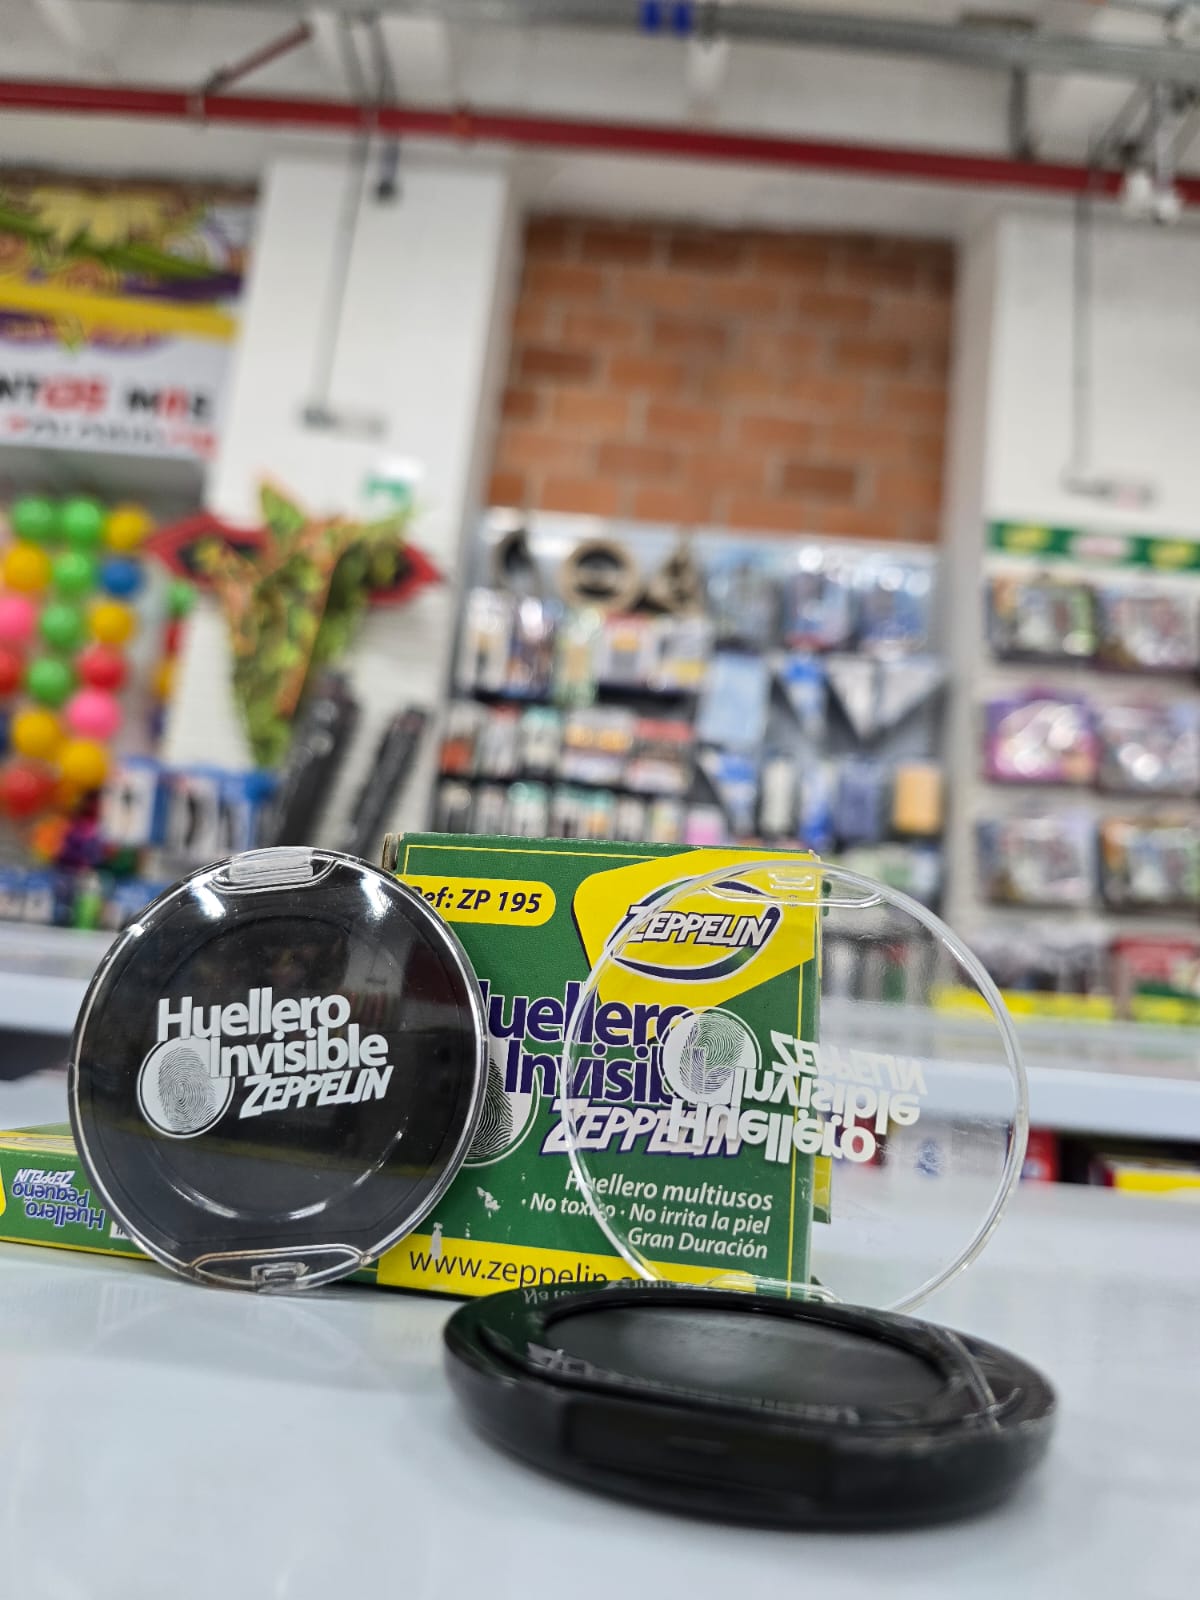 Ref: ZP 195
ZEPPELIN
Huellero
Invisible
ZEPPELIN
Huellero
Invisible
ZEPPELIN
Huellero multiusos
· No toxico · No irrita la piel
Gran Duración
www.zeppelin
ZEPPELIN
Invisible
Huellero
Huellero
Pequeño
ZEPPELIN